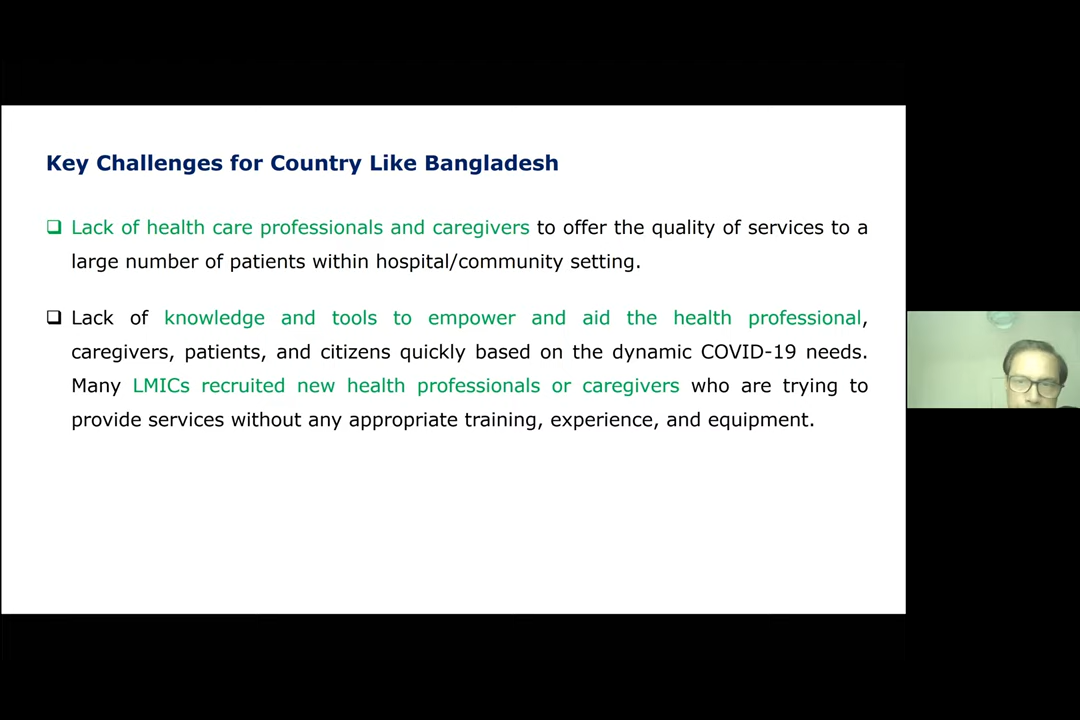 Key Challenges for Country Like Bangladesh
❑ Lack of health care professionals and caregivers to offer the quality of services to a
large number of patients within hospital/community setting.
❑ Lack of knowledge and tools to empower and aid the health professional,
caregivers, patients, and citizens quickly based on the dynamic COVID-19 needs.
Many LMICs recruited new health professionals or caregivers who are trying to
provide services without any appropriate training, experience, and equipment.